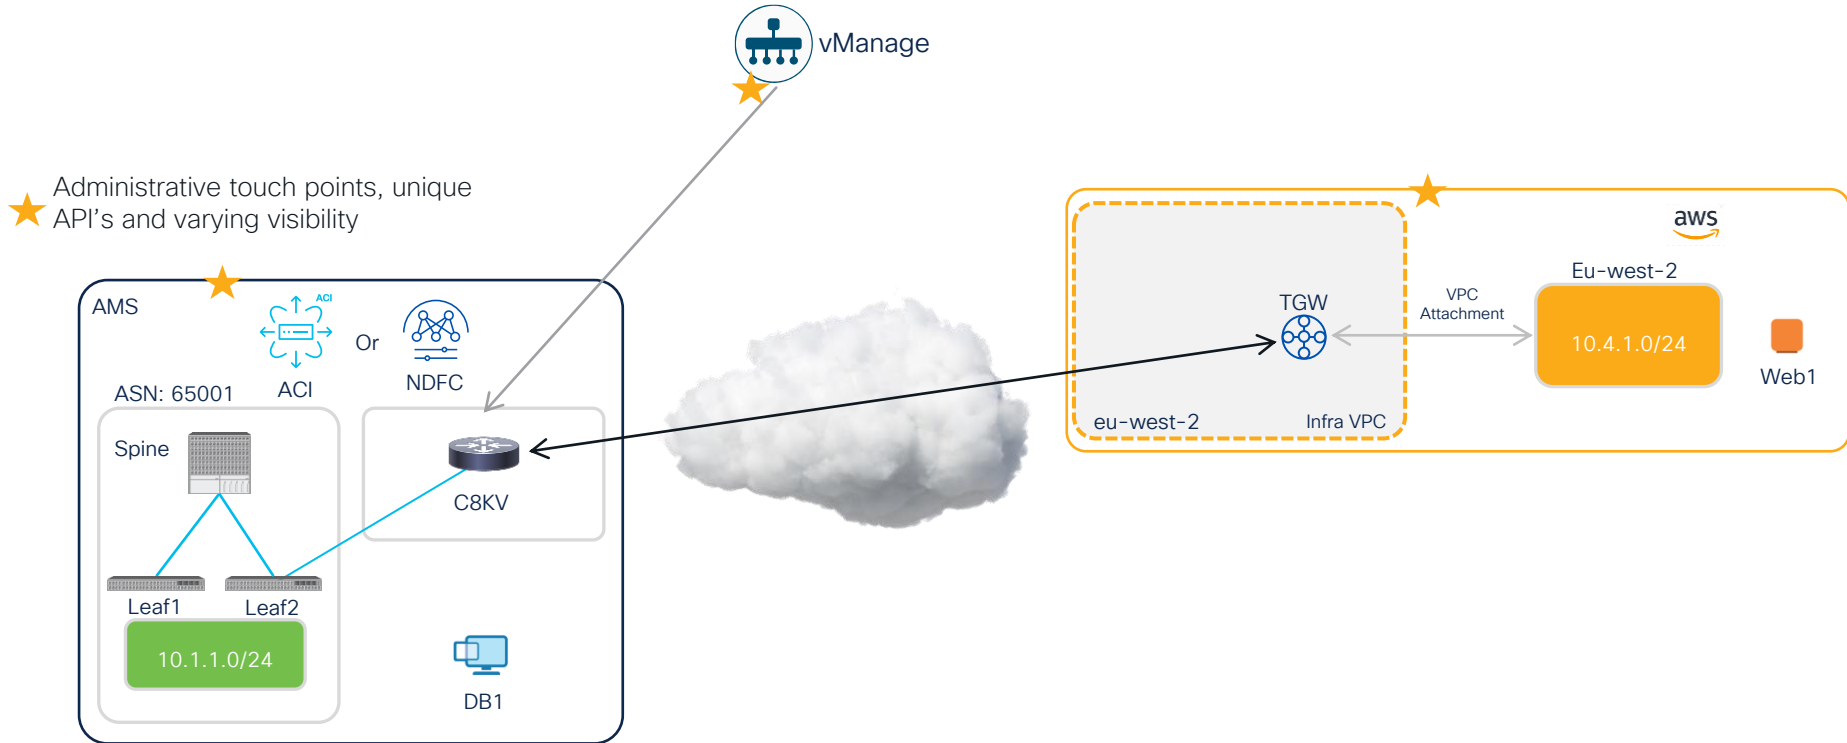 vManage
Administrative touch points, unique
API's and varying visibility
AMS
ACI
Or
ACI
NDFC
ASN: 65001
Spine
C8KV
Leaf1
Leaf2
10.1.1.0/24
DB1
aws
Eu-west-2
TGW
VPC
Attachment
10.4.1.0/24
Web1
eu-west-2
Infra VPC